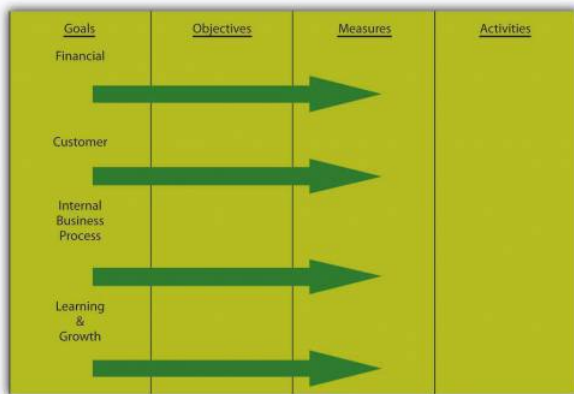 Goals Objectives Measures Activities
Financial
Customer
Internal
Business
Process
Learning
&
Growth